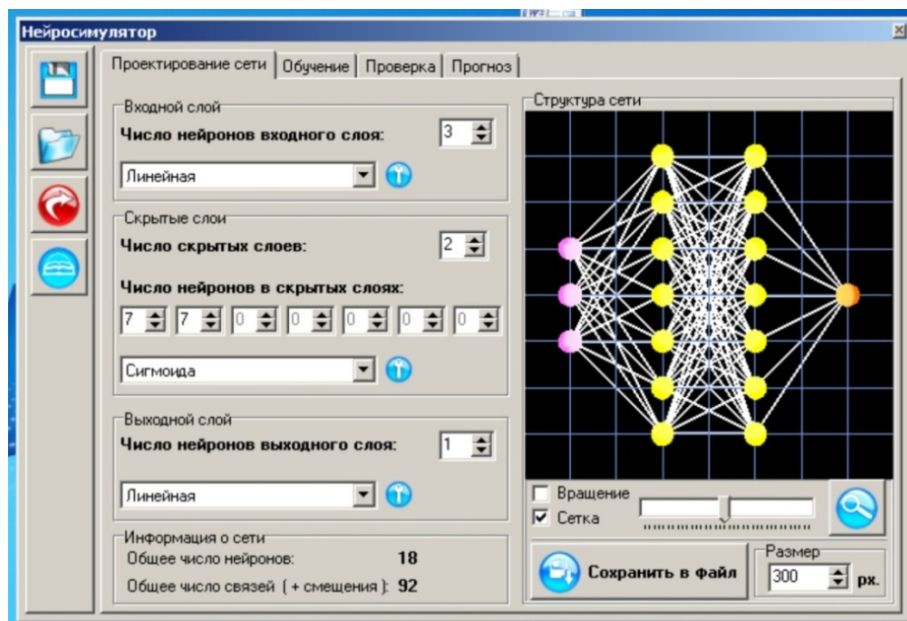 Нейросимулятор
Проектирование сети Обучение Проверка Прогноз
Входной слой
Число нейронов входного слоя: 3
Линейная
Скрытые слои
Число скрытых слоев: 2
Число нейронов в скрытых слоях:
7 7 0 0 0 0 0
Сигмоида
Выходной слой
Число нейронов выходного слоя: 1
Линейная
Информация о сети
Общее число нейронов: 18
Общее число связей ( + смещения ): 92
Структура сети
Вращение
Сетка
Сохранить в файл
Размер
300 px.